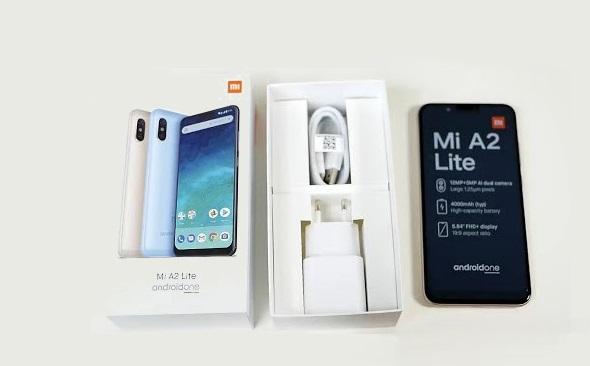 mi
Mi A2 Lite
androidone
mi
Mi A2
Lite
12MP+5MP AI dual camera
Large 1.25μm pixels
4000mAh (typ)
High-capacity battery
5.84" FHD+ display
19:9 aspect ratio
androidone